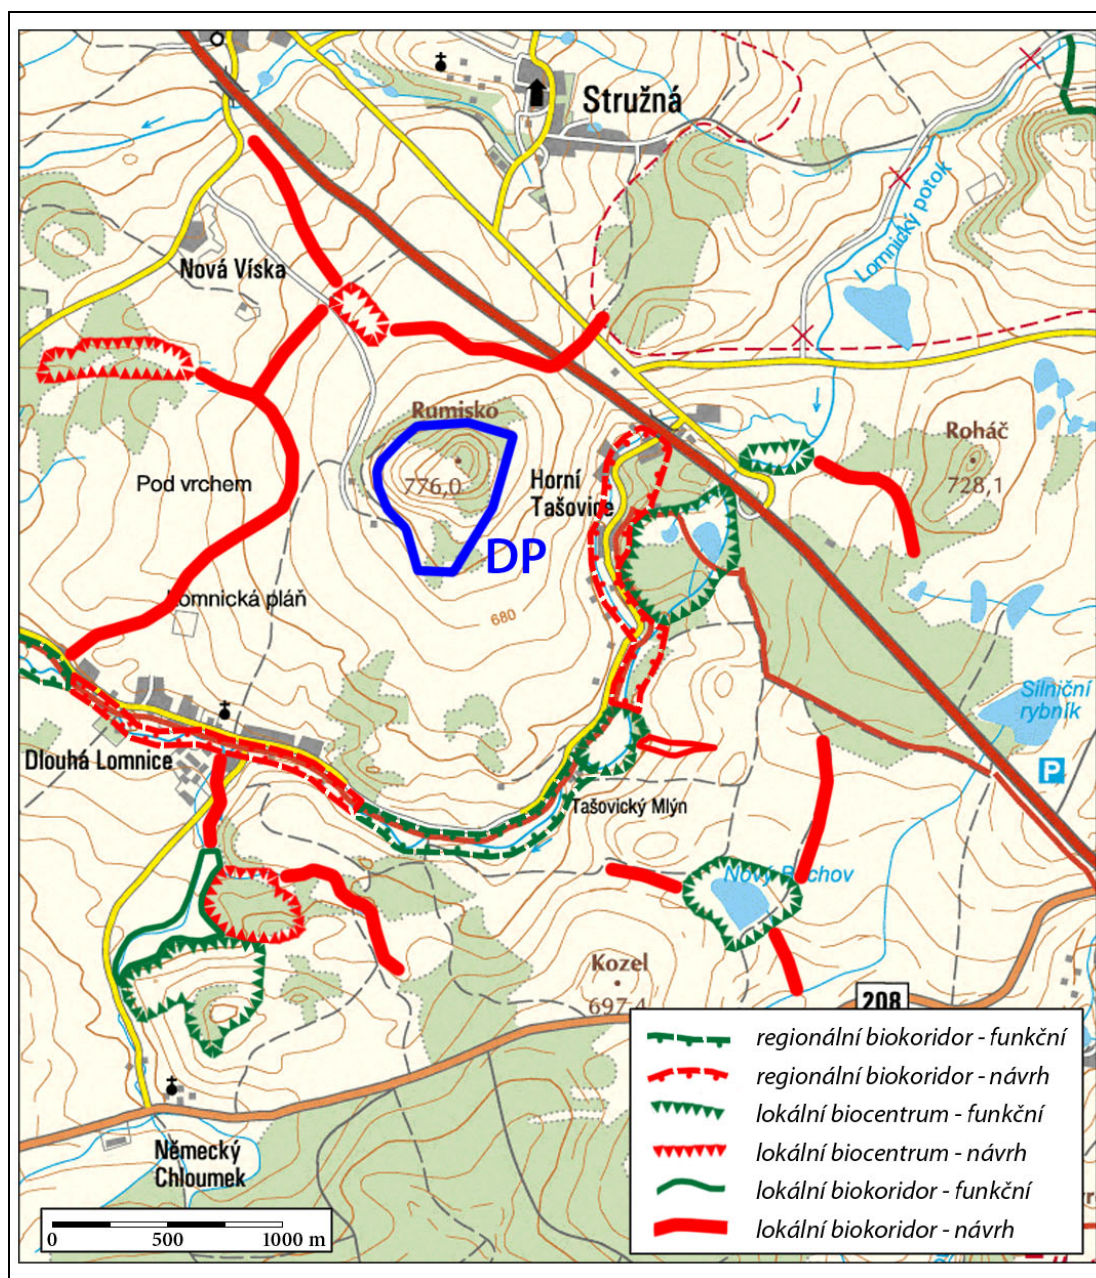 Stružná
Lomnický potok
Nová Víska
Rumisko
Roháč
Pod vrchem
776,0
Horní
Tašovice
728,1
DP
Lomnická pláň
680
Silniční
rybník
P
Dlouhá Lomnice
Tašovický Mlýn
Nový
Kozel
697,4
208
regionální biokoridor - funkční
regionální biokoridor - návrh
lokální biocentrum - funkční
lokální biocentrum - návrh
lokální biokoridor - funkční
lokální biokoridor - návrh
Německý
Chloumek
0 500 1000 m